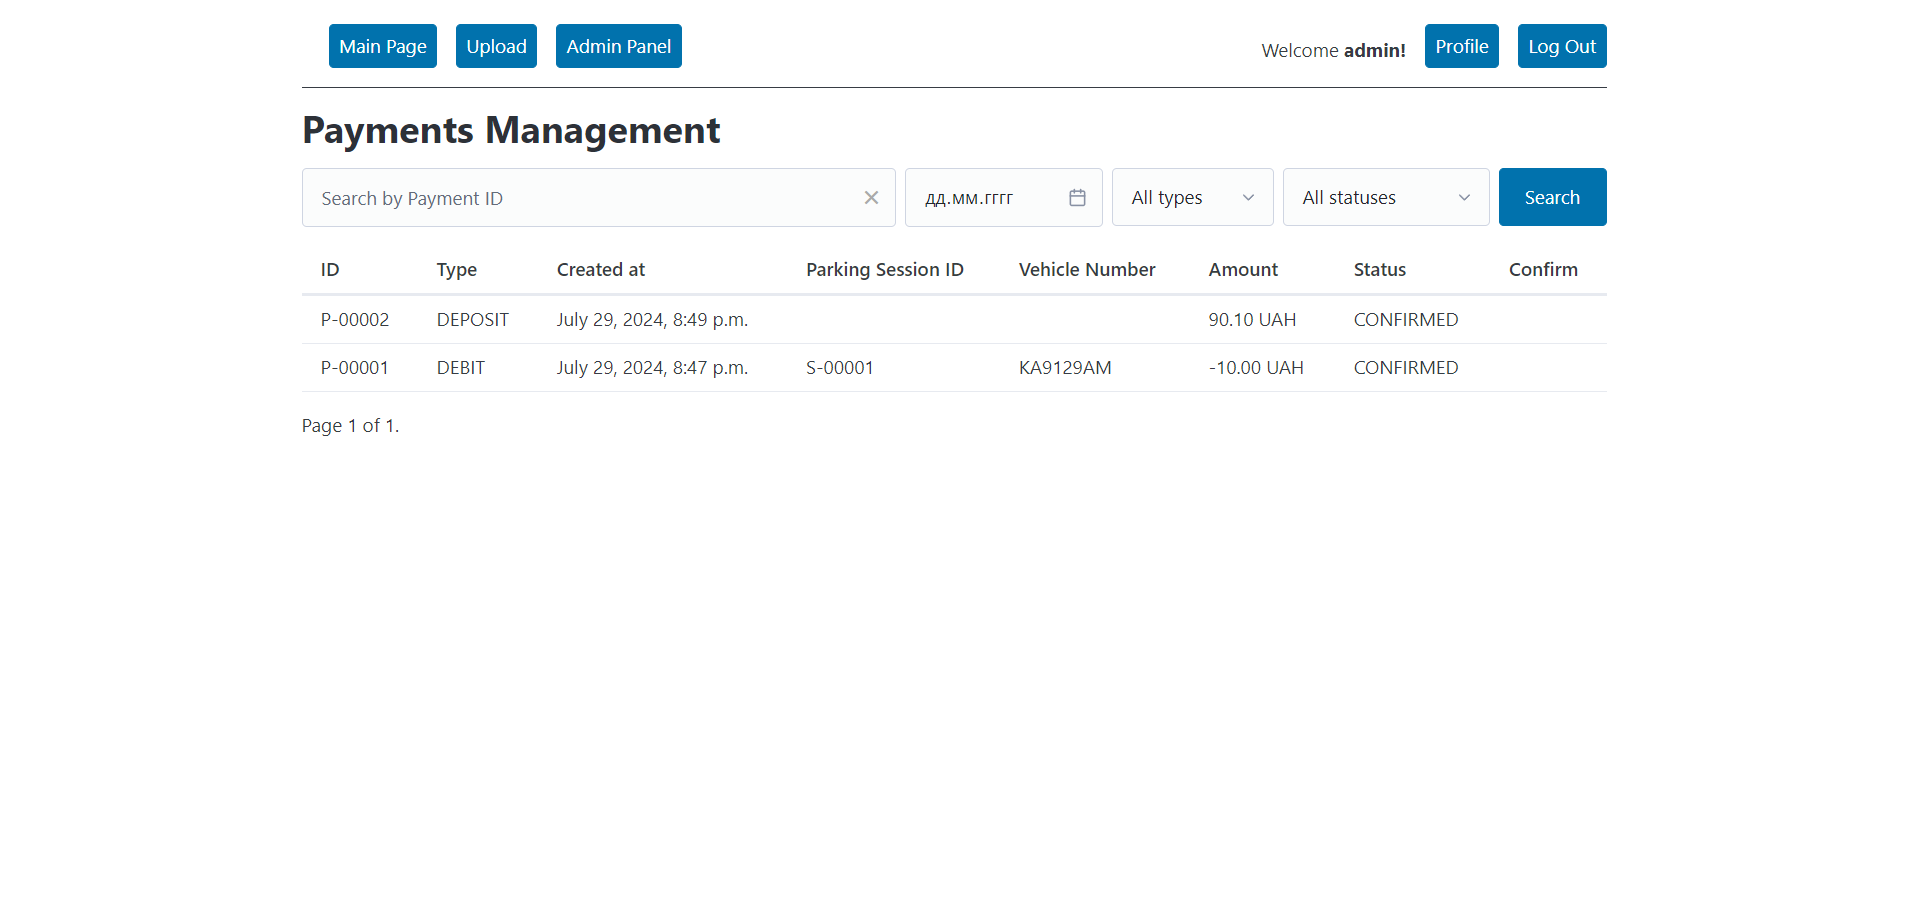 Main Page Upload Admin Panel Welcome admin! Profile Log Out
Payments Management
Search by Payment ID дд.мм.гггг All types All statuses Search
ID Type Created at Parking Session ID Vehicle Number Amount Status Confirm
P-00002 DEPOSIT July 29, 2024, 8:49 p.m. 90.10 UAH CONFIRMED
P-00001 DEBIT July 29, 2024, 8:47 p.m. S-00001 KA9129AM -10.00 UAH CONFIRMED
Page 1 of 1.